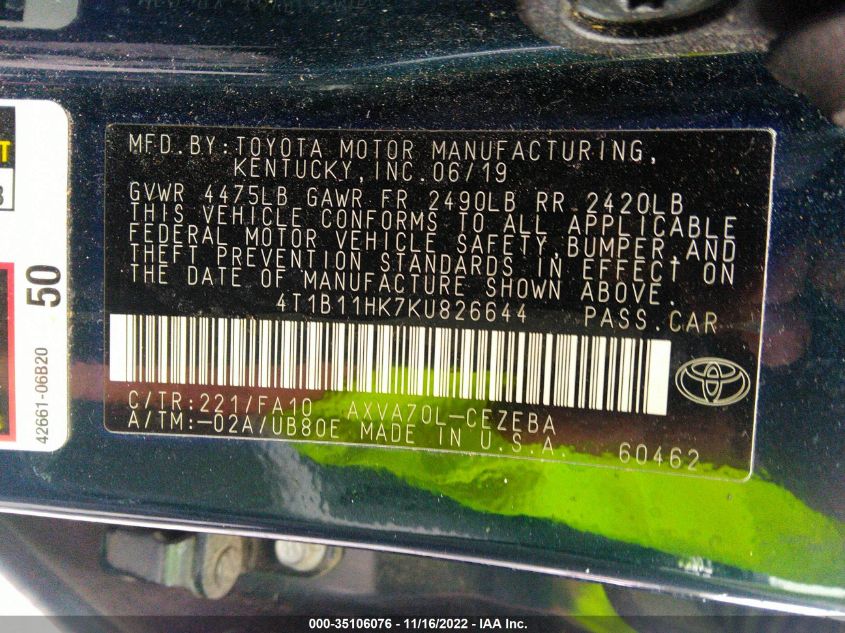 MFD.BY:TOYOTA MOTOR MANUFACTURING,
KENTUCKY,INC.06/19
GVWR 4475LB GAWR FR 2490LB RR 2420LB
THIS VEHICLE CONFORMS TO ALL APPLICABLE
FEDERAL MOTOR VEHICLE SAFETY,BUMPER,AND
THEFT PREVENTION STANDARDS IN EFFECT ON
THE DATE OF MANUFACTURE SHOWN ABOVE.
4T1B11HK7KU826644 PASS.CAR
C/TR:221/FA10 AXVA70L-CEZEBA
A/TM:-02A/UB80E MADE IN U.S.A. 60462
50
42661-06B20
000-35106076 - 11/16/2022 - IAA Inc.